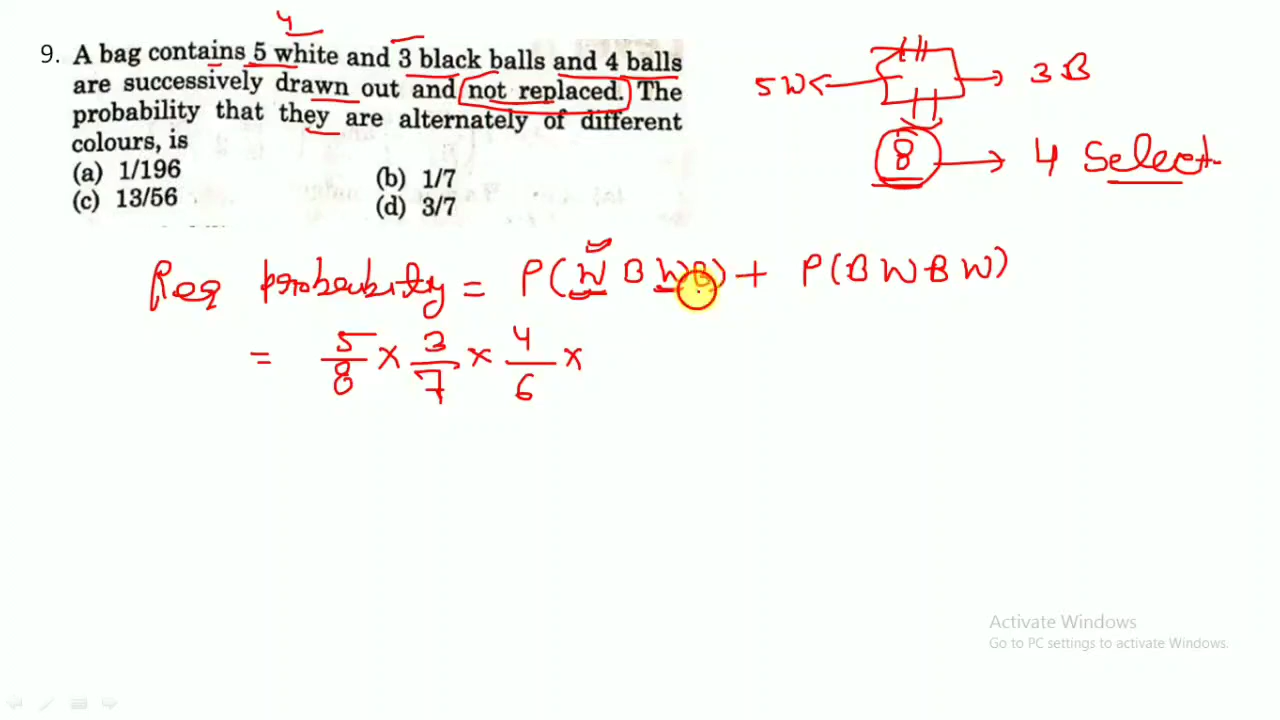 4
9. A bag contains 5 white and 3 black balls and 4 balls
are successively drawn out and not replaced. The
probability that they are alternately of different
colours, is
(a) 1/196 (b) 1/7
(c) 13/56 (d) 3/7
5W 3B
8 4 Select
Req probability = P(W B W B) + P(B W B W)
= 5/8 × 3/7 × 4/6 ×
Activate Windows
Go to PC settings to activate Windows.